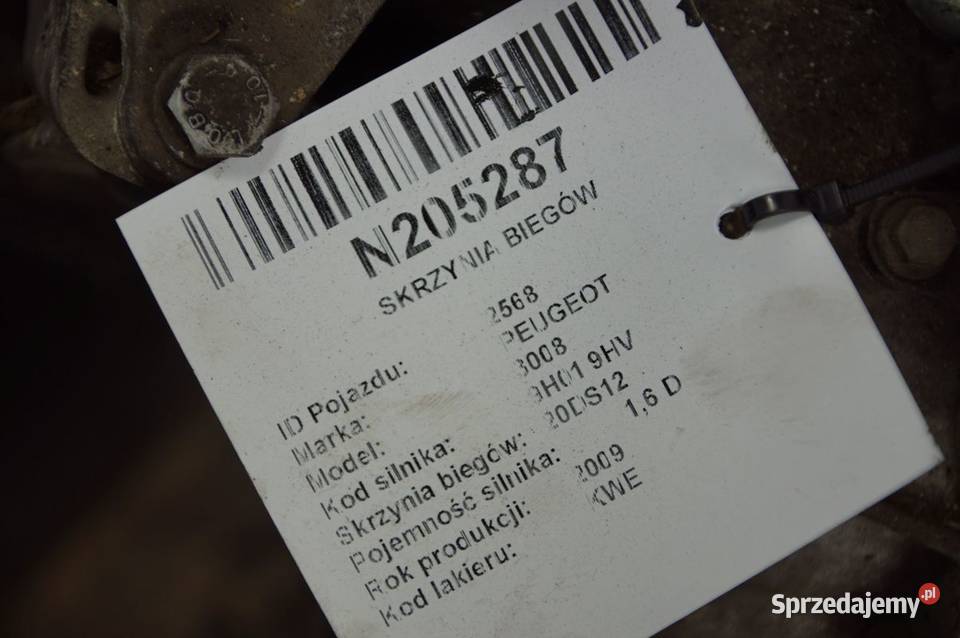 N205287
SKRZYNIA BIEGÓW
ID Pojazdu: 2568
Marka: PEUGEOT
Model: 3008
Kod silnika: 9H01 9HV
Skrzynia biegów: 20DS12
Pojemność silnika: 1,6 D
Rok produkcji: 2009
Kod lakieru: KWE
Sprzedajemy.pl